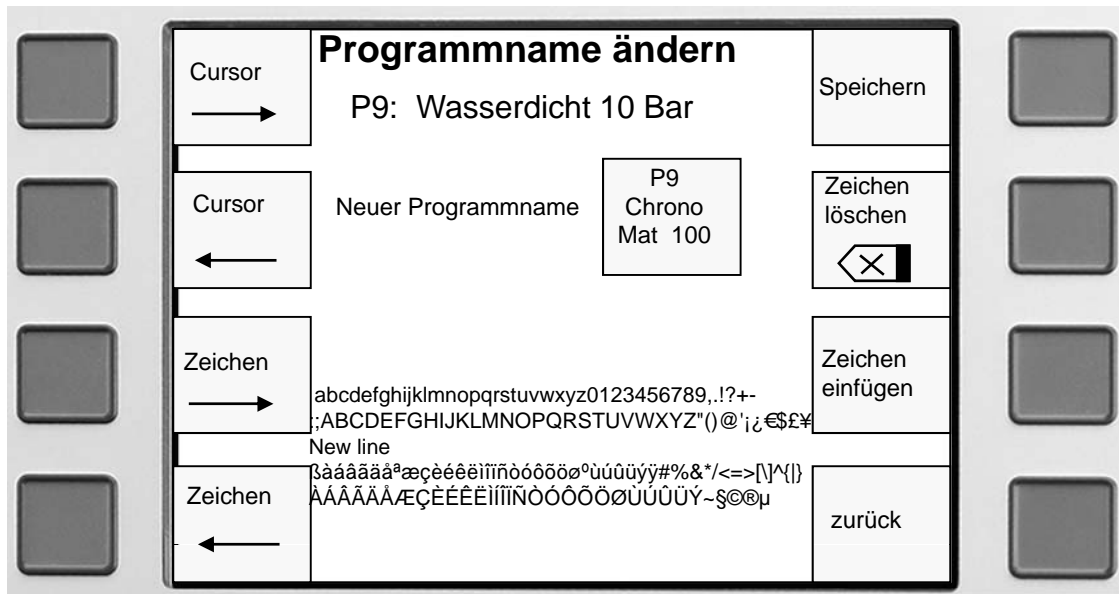 Programmname ändern
P9: Wasserdicht 10 Bar
Cursor
Speichern
Cursor
Neuer Programmname
P9
Chrono
Mat 100
Zeichen
löschen
Zeichen
Zeichen
einfügen
abcdefghijklmnopqrstuvwxyz0123456789,.!?+-
:;ABCDEFGHIJKLMNOPQRSTUVWXYZ"()@'¡¿€$£¥
New line
ßàáâãäåªæçèéêëìîïñòóôõöøºùúûüýÿ#%&*/<=>[\]^{|}
ÀÁÂÃÄÅÆÇÈÉÊËÌÍÎÏÑÒÓÔÕÖØÙÚÛÜÝ~§©®µ
Zeichen
zurück